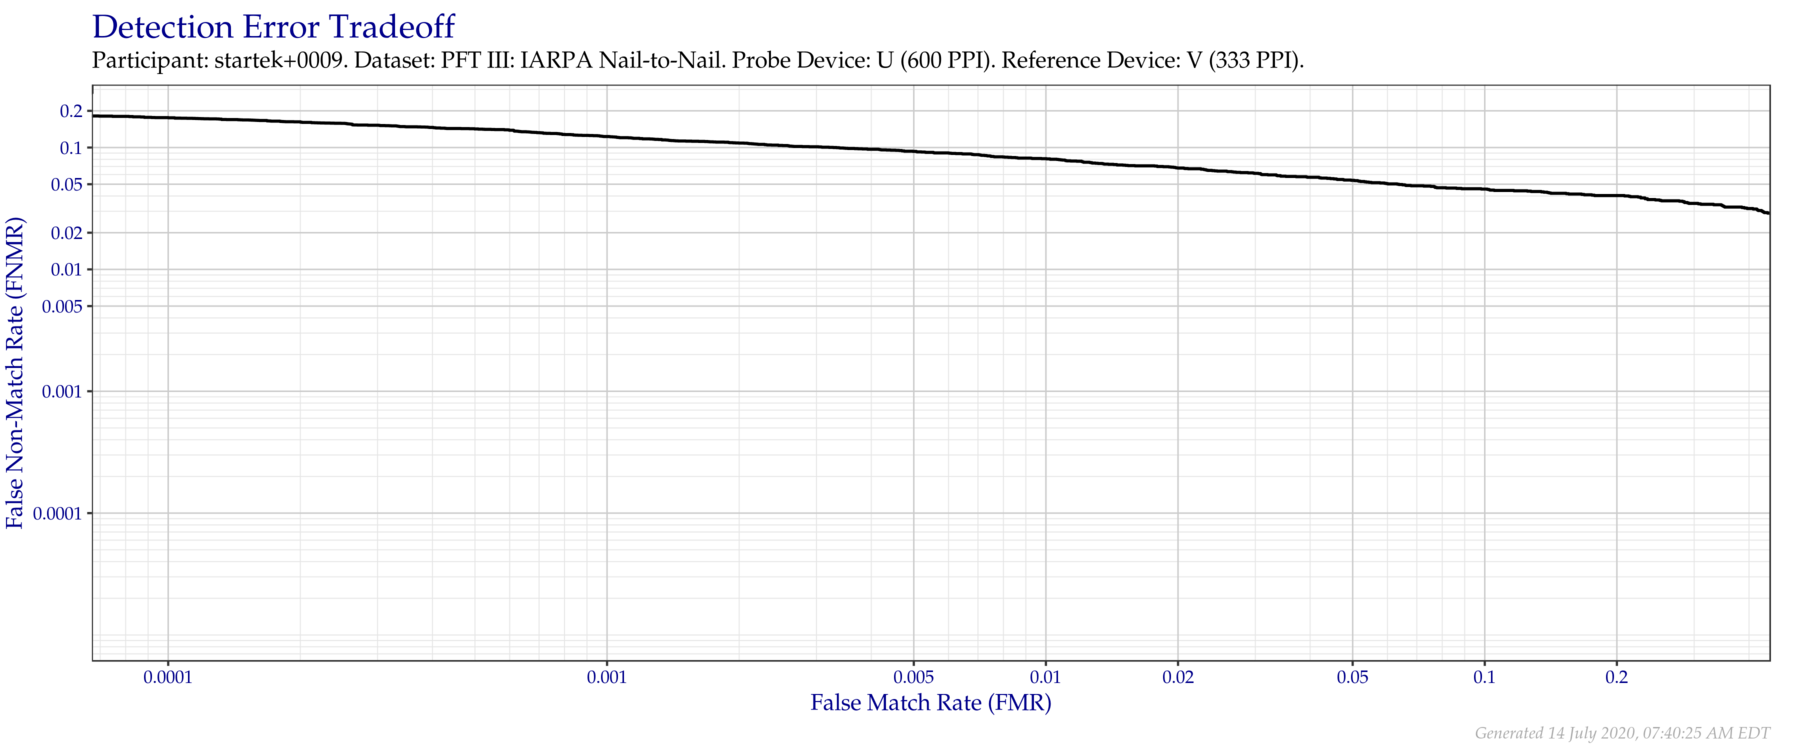 Detection Error Tradeoff
Participant: startek+0009. Dataset: PFT III: IARPA Nail-to-Nail. Probe Device: U (600 PPI). Reference Device: V (333 PPI).
False Non-Match Rate (FNMR)
0.2
0.1
0.05
0.02
0.01
0.005
0.001
0.0001
0.0001 0.001 0.005 0.01 0.02 0.05 0.1 0.2
False Match Rate (FMR)
Generated 14 July 2020, 07:40:25 AM EDT